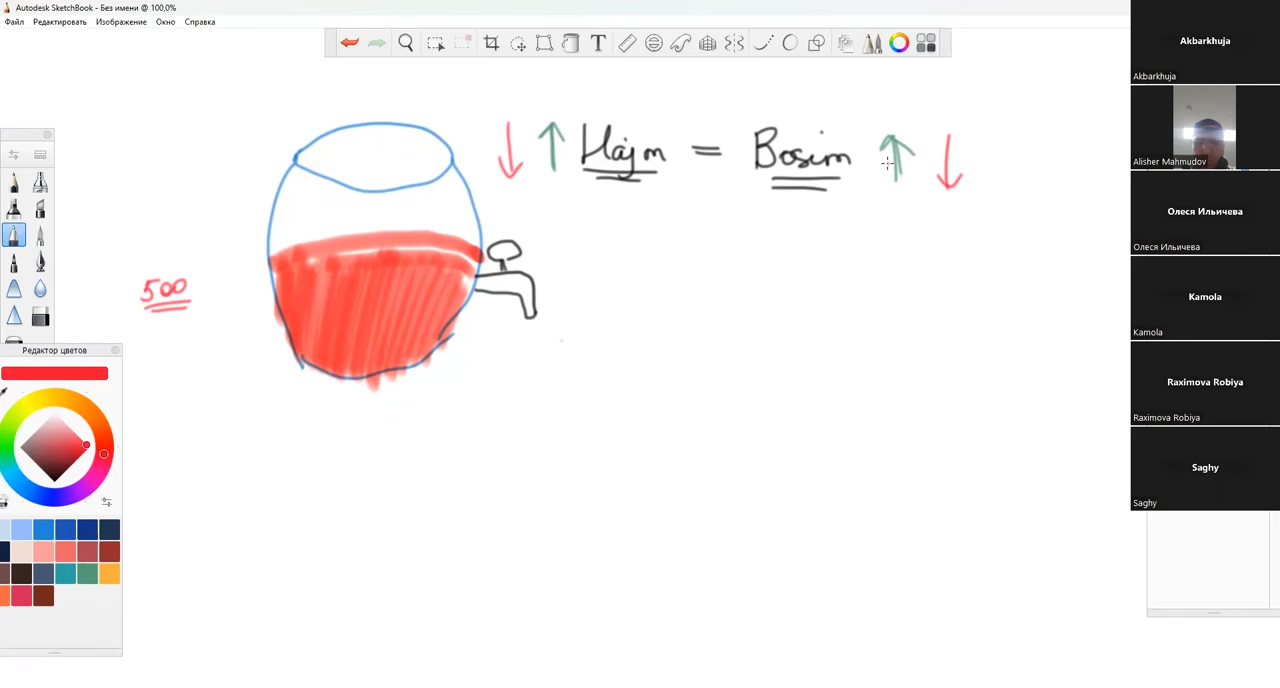 Autodesk SketchBook - Без имени @ 100,0%
Файл Редактировать Изображение Окно Справка
Hajm = Bosim
500
Редактор цветов
Akbarkhuja
Akbarkhuja
Alisher Mahmudov
Олеся Ильичева
Олеся Ильичева
Kamola
Kamola
Raximova Robiya
Raximova Robiya
Saghy
Saghy